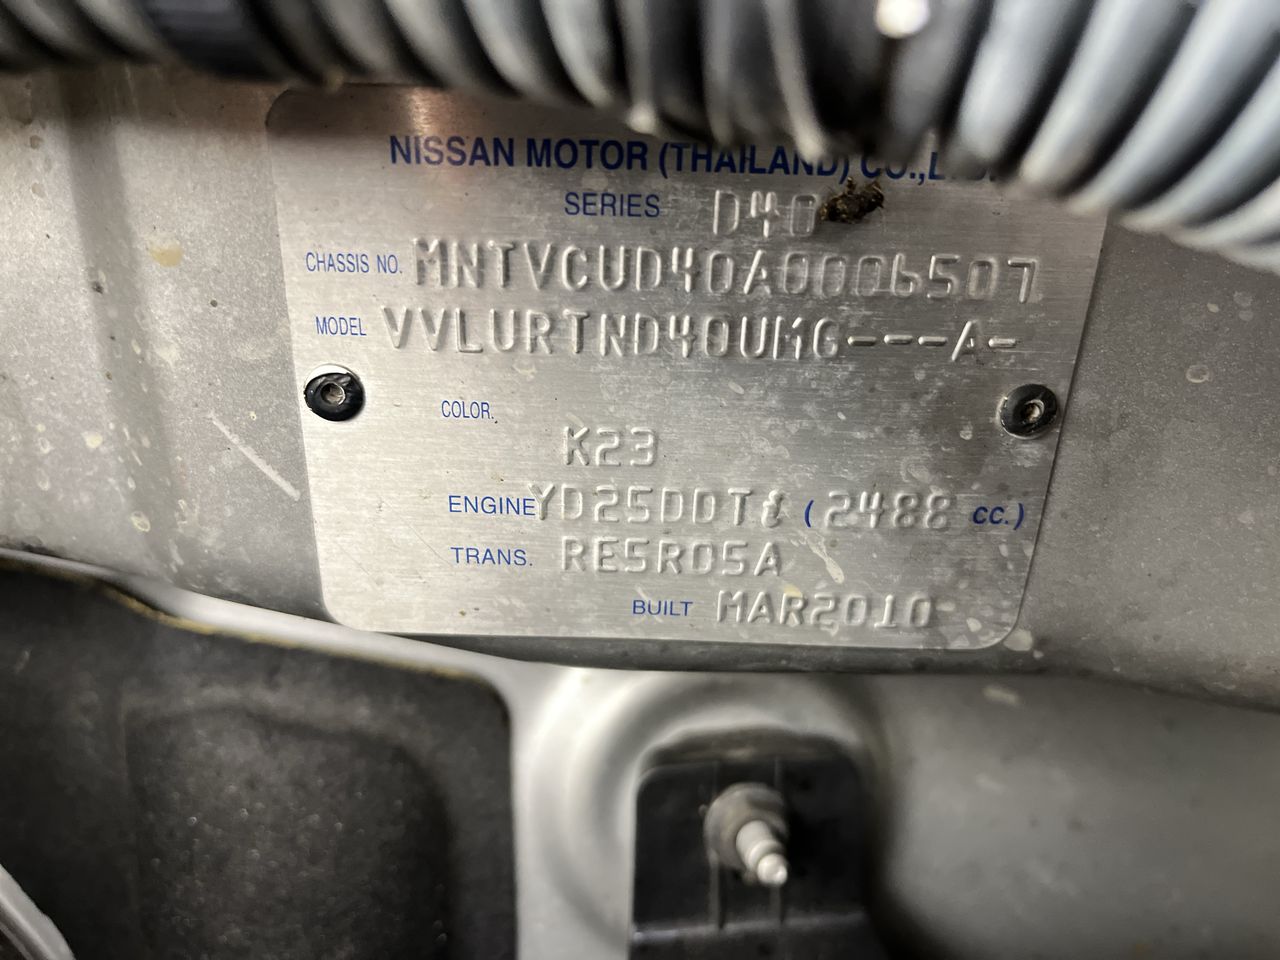 NISSAN MOTOR (THAILAND) CO.,LTD.
SERIES D40
CHASSIS NO. MNTVCUD40A0006507
MODEL VVLURTND40UMG---A-
COLOR.
K23
ENGINE YD25DDTi (2488 cc.)
TRANS. RE5R05A
BUILT MAR2010